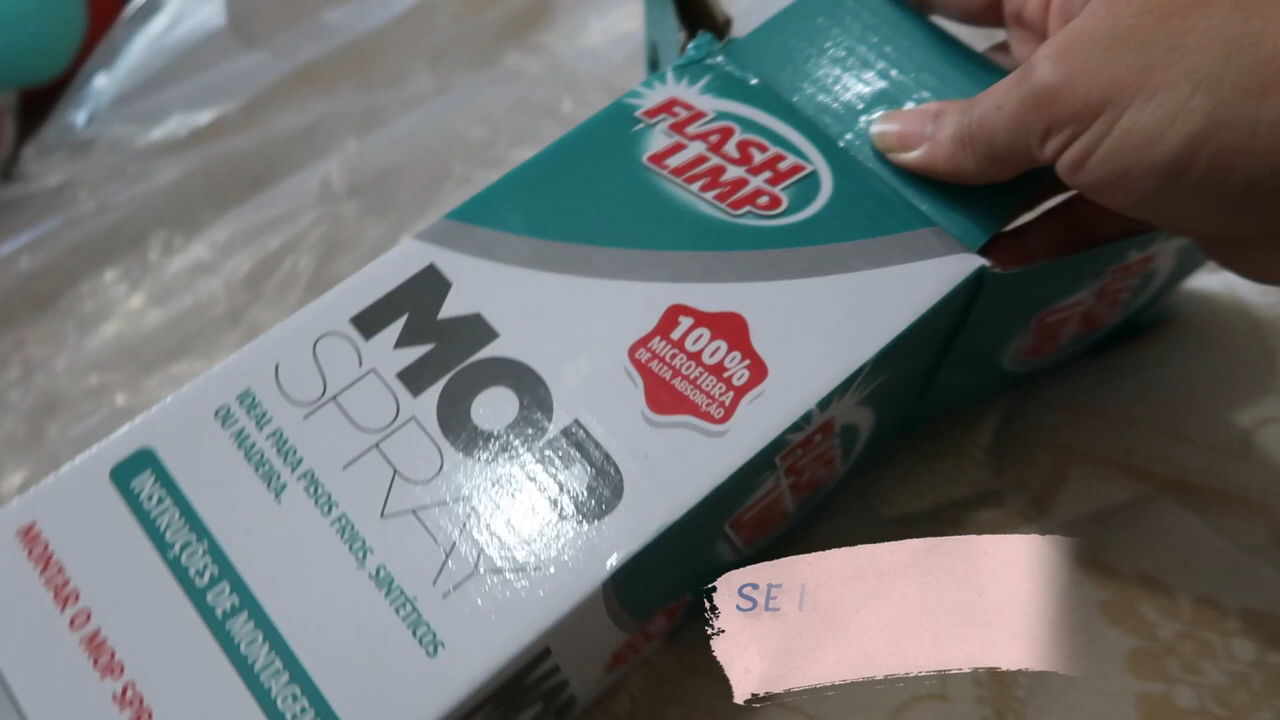 FLASH
LIMP
MOP
SPRAY
100%
MICROFIBRA
DE ALTA ABSORÇÃO
IDEAL PARA PISOS FRIOS, SINTÉTICOS
OU MADEIRA.
INSTRUÇÕES DE MONTAGEM
MONTAR O MOP
SE